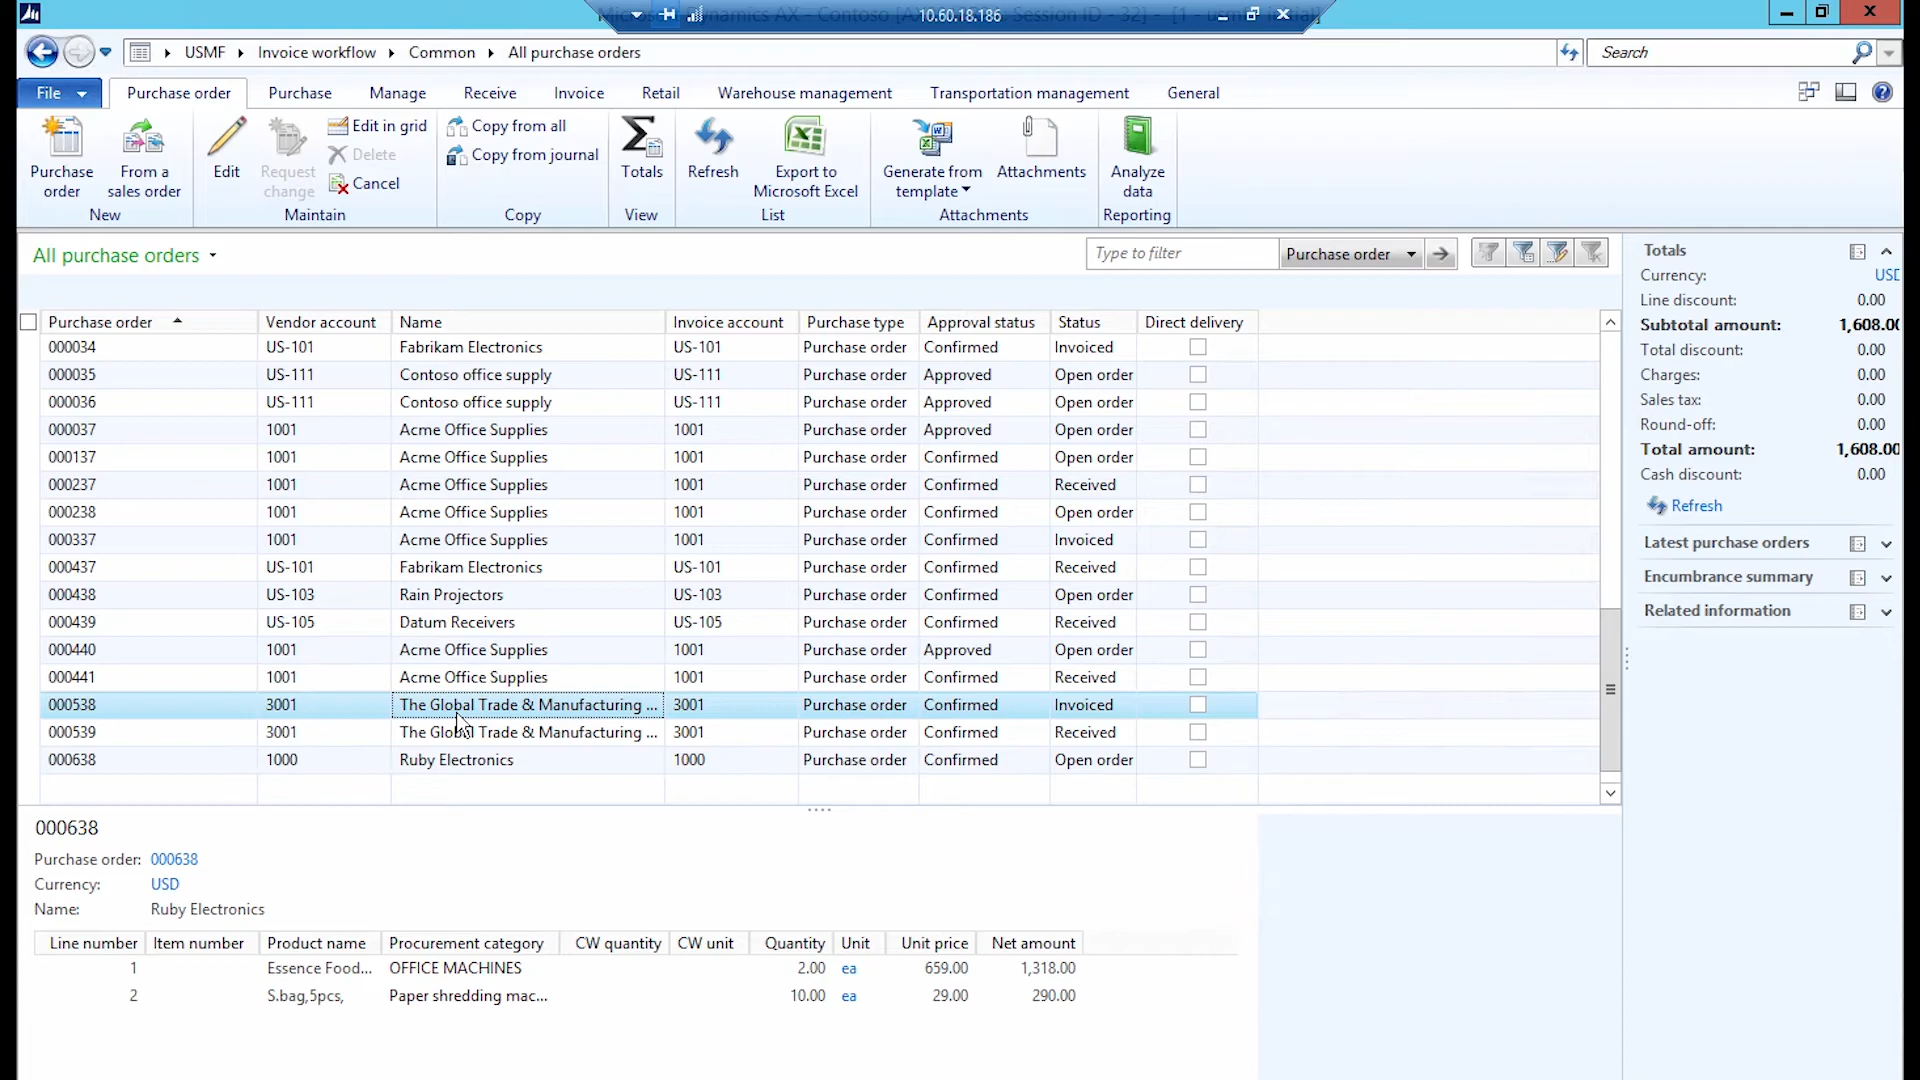 10.60.18.186
USMF Invoice workflow Common All purchase orders Search
File Purchase order Purchase Manage Receive Invoice Retail Warehouse management Transportation management General
Purchase order
From a sales order
New
Edit
Request change
Edit in grid
Delete
Cancel
Maintain
Copy from all
Copy from journal
Copy
Totals
View
Refresh
Export to Microsoft Excel
List
Generate from template
Attachments
Attachments
Analyze data
Reporting
All purchase orders
Type to filter Purchase order
Purchase order Vendor account Name Invoice account Purchase type Approval status Status Direct delivery
000034 US-101 Fabrikam Electronics US-101 Purchase order Confirmed Invoiced
000035 US-111 Contoso office supply US-111 Purchase order Approved Open order
000036 US-111 Contoso office supply US-111 Purchase order Approved Open order
000037 1001 Acme Office Supplies 1001 Purchase order Approved Open order
000137 1001 Acme Office Supplies 1001 Purchase order Confirmed Open order
000237 1001 Acme Office Supplies 1001 Purchase order Confirmed Received
000238 1001 Acme Office Supplies 1001 Purchase order Confirmed Open order
000337 1001 Acme Office Supplies 1001 Purchase order Confirmed Invoiced
000437 US-101 Fabrikam Electronics US-101 Purchase order Confirmed Received
000438 US-103 Rain Projectors US-103 Purchase order Confirmed Open order
000439 US-105 Datum Receivers US-105 Purchase order Confirmed Received
000440 1001 Acme Office Supplies 1001 Purchase order Approved Open order
000441 1001 Acme Office Supplies 1001 Purchase order Confirmed Received
000538 3001 The Global Trade & Manufacturing ... 3001 Purchase order Confirmed Invoiced
000539 3001 The Global Trade & Manufacturing ... 3001 Purchase order Confirmed Received
000638 1000 Ruby Electronics 1000 Purchase order Confirmed Open order
000638
Purchase order: 000638
Currency: USD
Name: Ruby Electronics
Line number Item number Product name Procurement category CW quantity CW unit Quantity Unit Unit price Net amount
1 Essence Food... OFFICE MACHINES 2.00 ea 659.00 1,318.00
2 S.bag,5pcs, Paper shredding mac... 10.00 ea 29.00 290.00
Totals
Currency: USD
Line discount: 0.00
Subtotal amount: 1,608.00
Total discount: 0.00
Charges: 0.00
Sales tax: 0.00
Round-off: 0.00
Total amount: 1,608.00
Cash discount: 0.00
Refresh
Latest purchase orders
Encumbrance summary
Related information